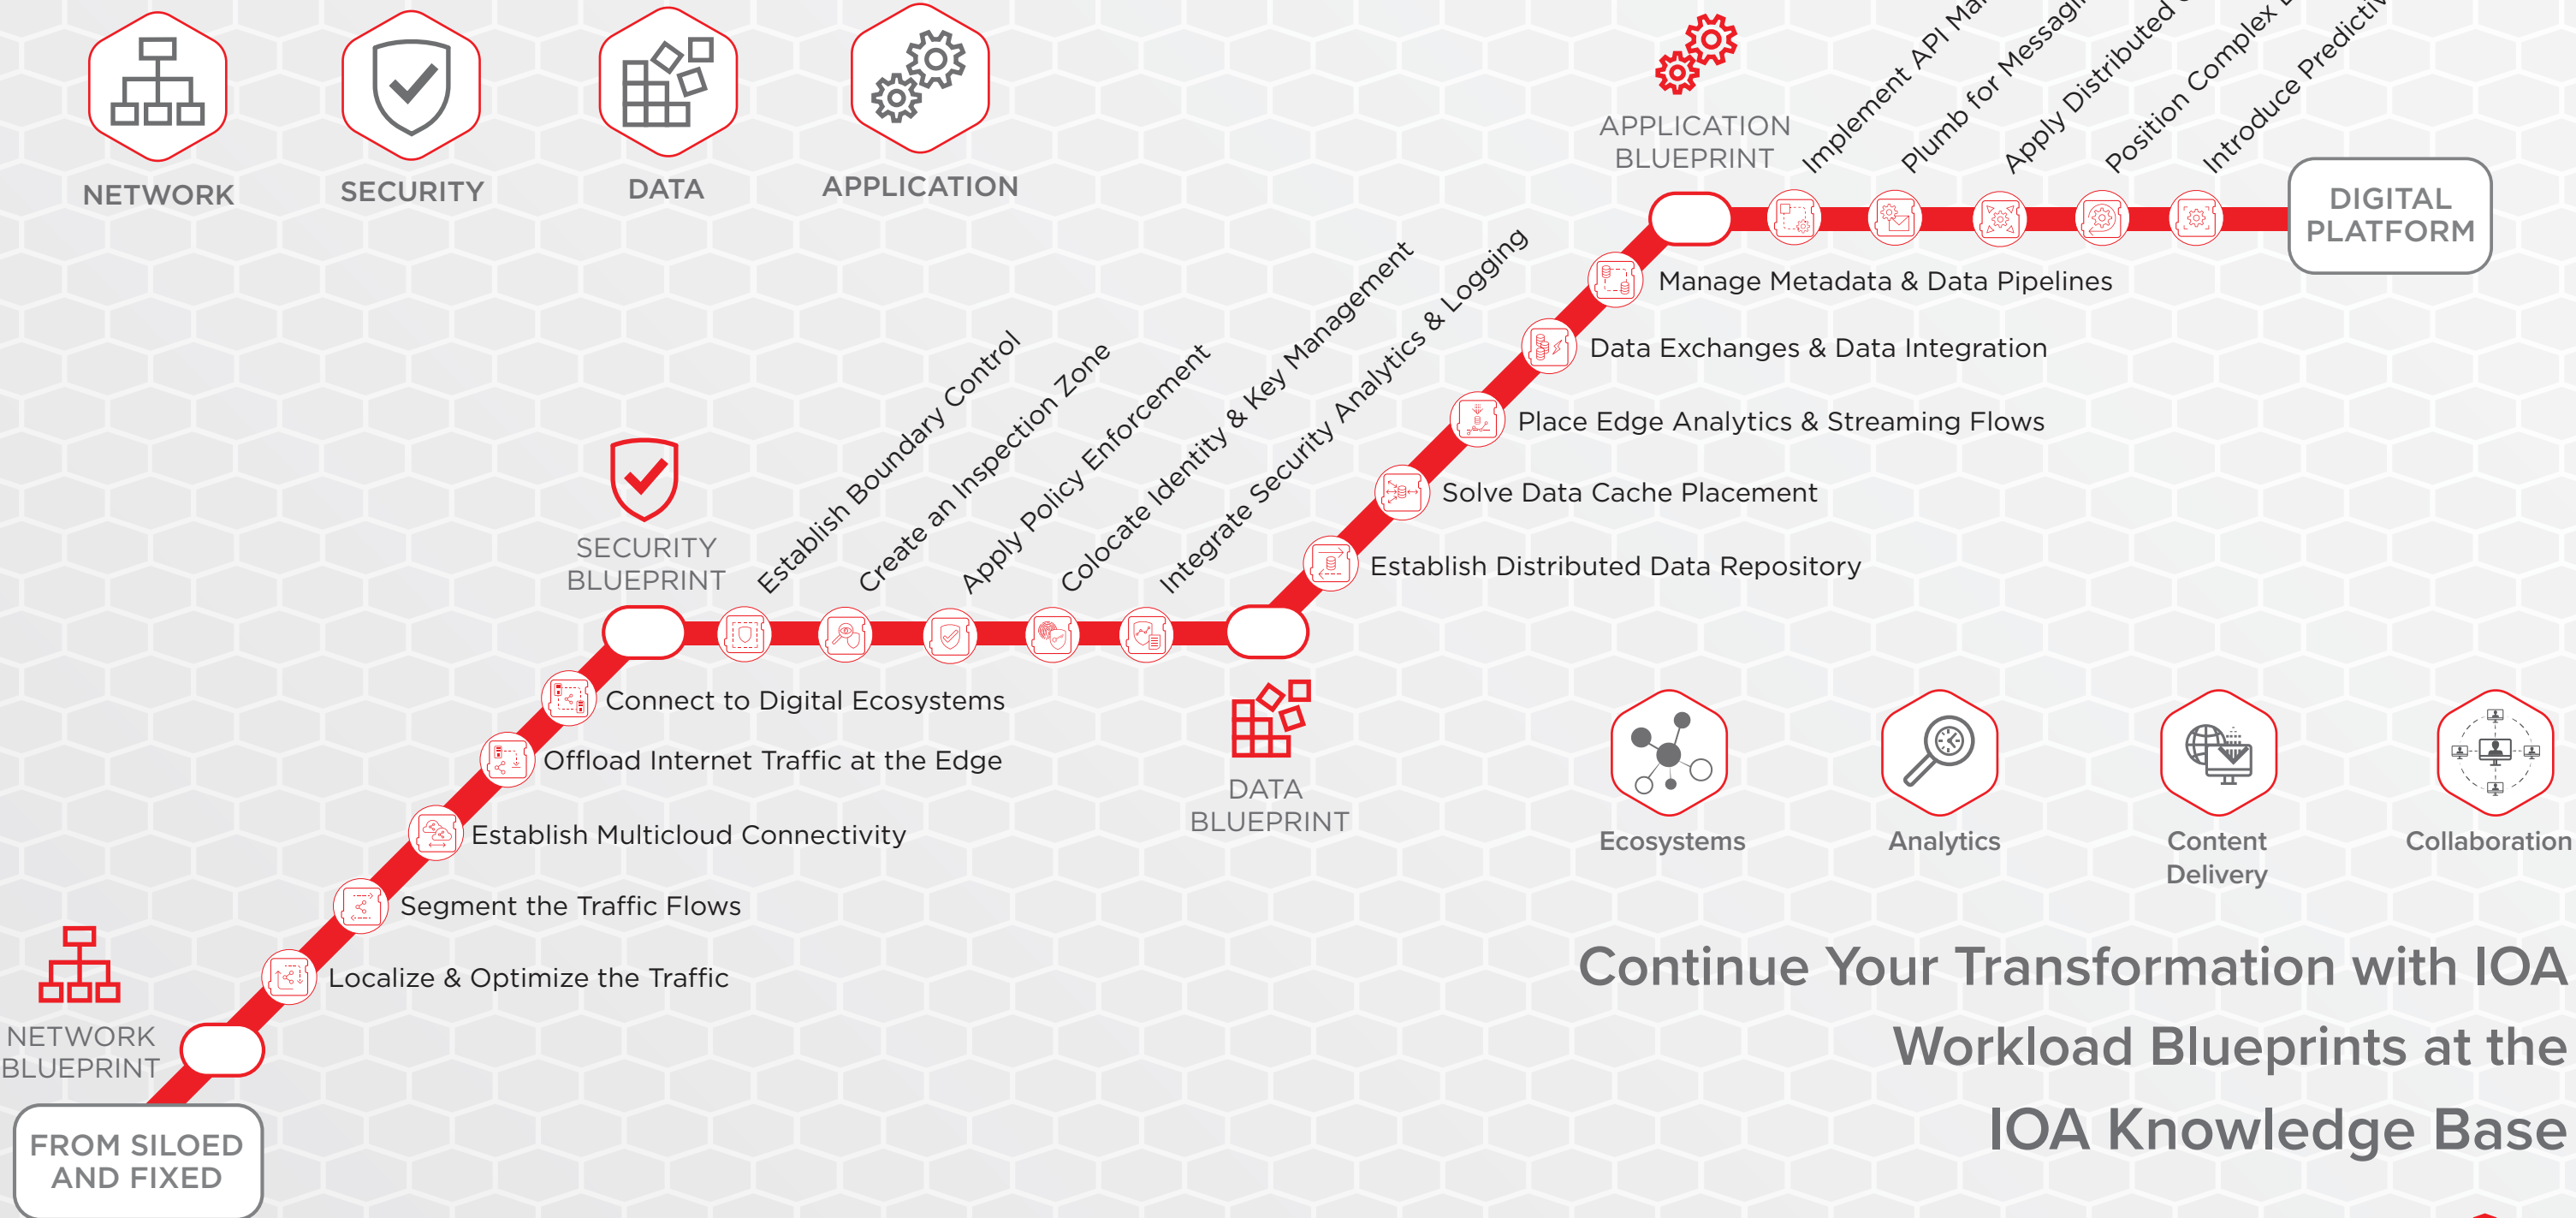 NETWORK
SECURITY
DATA
APPLICATION
APPLICATION
BLUEPRINT
Implement API
Plumb for
Apply Distributed
Position Complex
Introduce
DIGITAL
PLATFORM
Manage Metadata & Data Pipelines
Data Exchanges & Data Integration
Place Edge Analytics & Streaming Flows
Solve Data Cache Placement
Establish Distributed Data Repository
SECURITY
BLUEPRINT
Establish Boundary Control
Create an Inspection Zone
Apply Policy Enforcement
Colocate Identity & Key Management
Integrate Security Analytics & Logging
Connect to Digital Ecosystems
Offload Internet Traffic at the Edge
Establish Multicloud Connectivity
Segment the Traffic Flows
Localize & Optimize the Traffic
DATA
BLUEPRINT
NETWORK
BLUEPRINT
FROM SILOED
AND FIXED
Ecosystems
Analytics
Content
Delivery
Collaboration
Continue Your Transformation with IOA
Workload Blueprints at the
IOA Knowledge Base